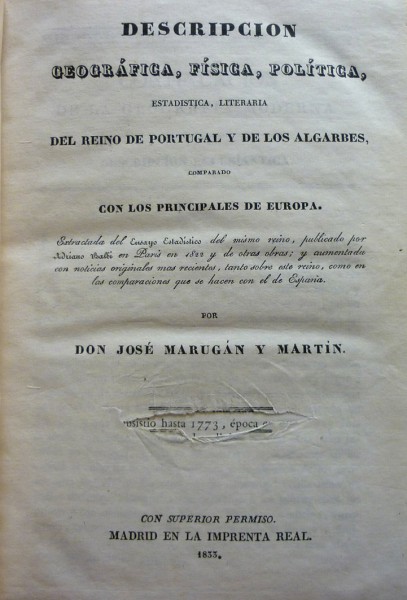 DESCRIPCION
GEOGRÁFICA, FÍSICA, POLÍTICA,
ESTADISTICA, LITERARIA
DEL REINO DE PORTUGAL Y DE LOS ALGARBES,
COMPARADO
CON LOS PRINCIPALES DE EUROPA.
Extractada del Ensayo Estadístico del mismo reino, publicado por
Adriano Balbi en París en 1822 y de otras obras; y aumentada
con noticias originales mas recientes, tanto sobre este reino, como en
las comparaciones que se hacen con el de España.
POR
DON JOSÉ MARUGÁN Y MARTÍN.
hasta 1773, época
CON SUPERIOR PERMISO.
MADRID EN LA IMPRENTA REAL.
1833.